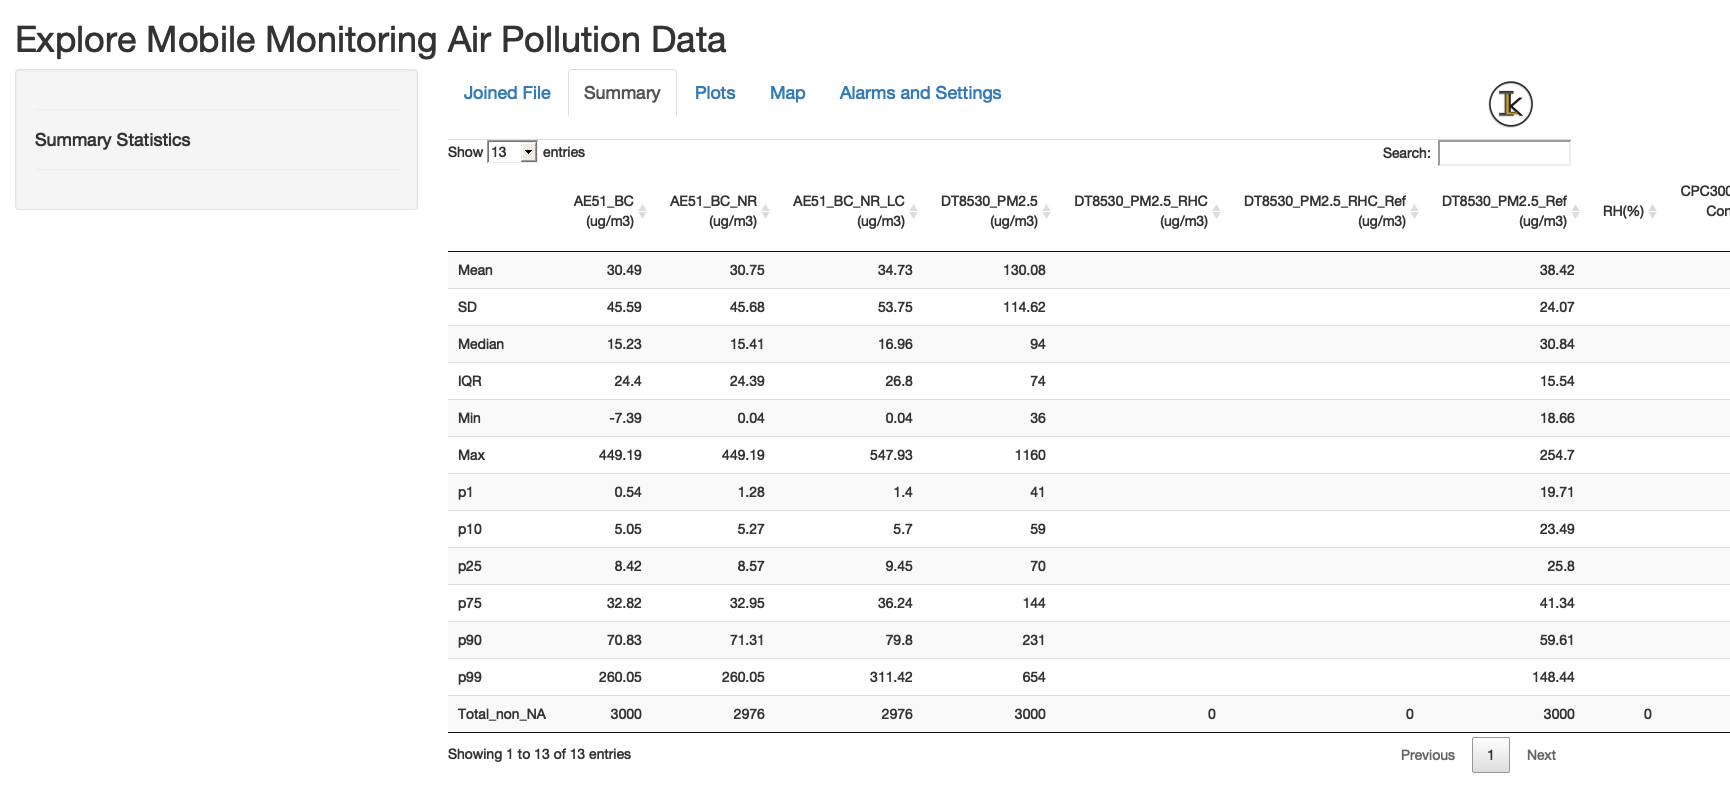 Explore Mobile Monitoring Air Pollution Data
Summary Statistics
Joined File Summary Plots Map Alarms and Settings
Show 13 entries
Search:
AE51_BC (ug/m3) AE51_BC_NR (ug/m3) AE51_BC_NR_LC (ug/m3) DT8530_PM2.5 (ug/m3) DT8530_PM2.5_RHC (ug/m3) DT8530_PM2.5_RHC_Ref (ug/m3) DT8530_PM2.5_Ref (ug/m3) RH(%)
Mean 30.49 30.75 34.73 130.08 38.42
SD 45.59 45.68 53.75 114.62 24.07
Median 15.23 15.41 16.96 94 30.84
IQR 24.4 24.39 26.8 74 15.54
Min -7.39 0.04 0.04 36 18.66
Max 449.19 449.19 547.93 1160 254.7
p1 0.54 1.28 1.4 41 19.71
p10 5.05 5.27 5.7 59 23.49
p25 8.42 8.57 9.45 70 25.8
p75 32.82 32.95 36.24 144 41.34
p90 70.83 71.31 79.8 231 59.61
p99 260.05 260.05 311.42 654 148.44
Total_non_NA 3000 2976 2976 3000 0 0 3000 0
Showing 1 to 13 of 13 entries
Previous 1 Next